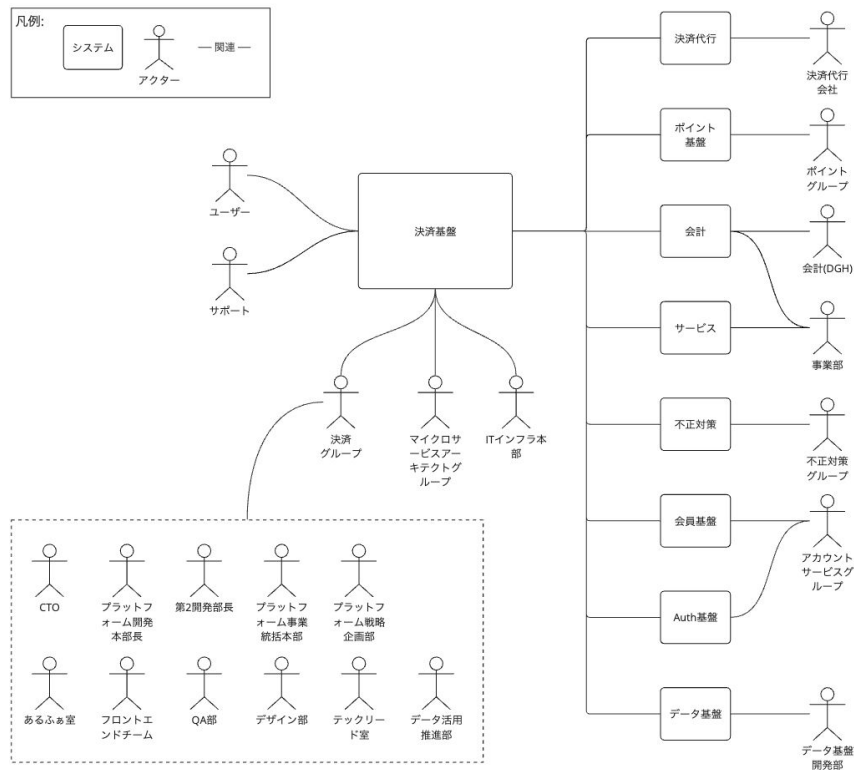 凡例:
システム
アクター
関連
決済代行
決済代行
会社
ポイント
基盤
ポイント
グループ
ユーザー
サポート
決済基盤
会計
会計(DGH)
サービス
事業部
決済
グループ
マイクロサ
ービスアー
キテクトグ
ループ
ITインフラ本
部
不正対策
不正対策
グループ
会員基盤
アカウント
サービスグ
ループ
Auth基盤
データ基盤
データ基盤
開発部
CTO
プラットフ
ォーム開発
本部長
第2開発部長
プラットフ
ォーム事業
統括本部
プラットフ
ォーム戦略
企画部
あるふぁ室
フロントエ
ンドチーム
QA部
デザイン部
テックリー
ド室
データ活用
推進部